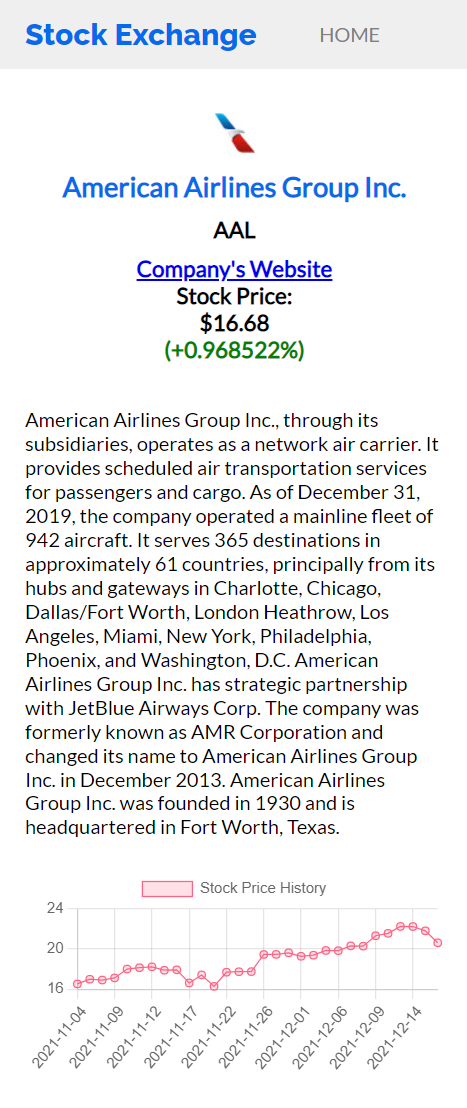 Stock Exchange HOME
American Airlines Group Inc.
AAL
Company's Website
Stock Price:
$16.68
(+0.968522%)
American Airlines Group Inc., through its
subsidiaries, operates as a network air carrier. It
provides scheduled air transportation services
for passengers and cargo. As of December 31,
2019, the company operated a mainline fleet of
942 aircraft. It serves 365 destinations in
approximately 61 countries, principally from its
hubs and gateways in Charlotte, Chicago,
Dallas/Fort Worth, London Heathrow, Los
Angeles, Miami, New York, Philadelphia,
Phoenix, and Washington, D.C. American
Airlines Group Inc. has strategic partnership
with JetBlue Airways Corp. The company was
formerly known as AMR Corporation and
changed its name to American Airlines Group
Inc. in December 2013. American Airlines
Group Inc. was founded in 1930 and is
headquartered in Fort Worth, Texas.
Stock Price History
24
20
16
2021-11-04
2021-11-09
2021-11-12
2021-11-17
2021-11-22
2021-11-26
2021-12-01
2021-12-06
2021-12-09
2021-12-14